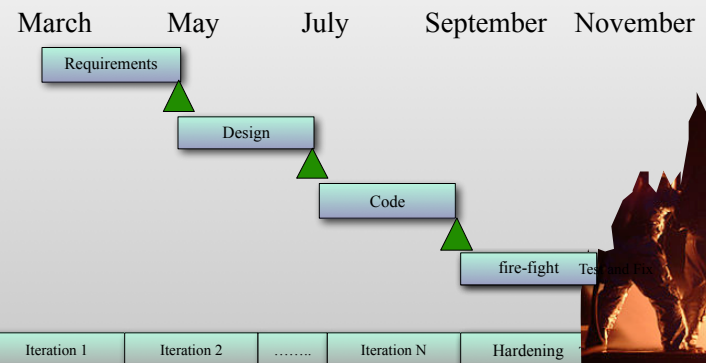 March May July September November
Requirements
Design
Code
fire-fight Test and Fix
Iteration 1 Iteration 2 …….. Iteration N Hardening